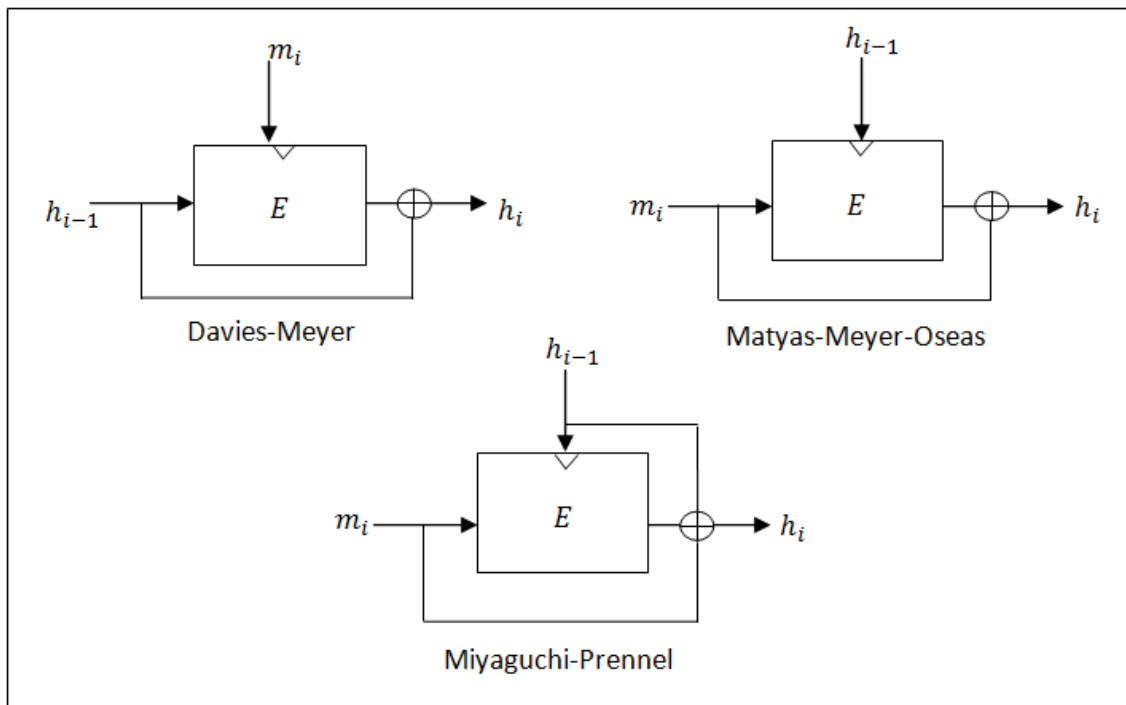 m_i
h_{i-1}
E
h_i
Davies-Meyer
h_{i-1}
m_i
E
h_i
Matyas-Meyer-Oseas
h_{i-1}
m_i
E
h_i
Miyaguchi-Prennel